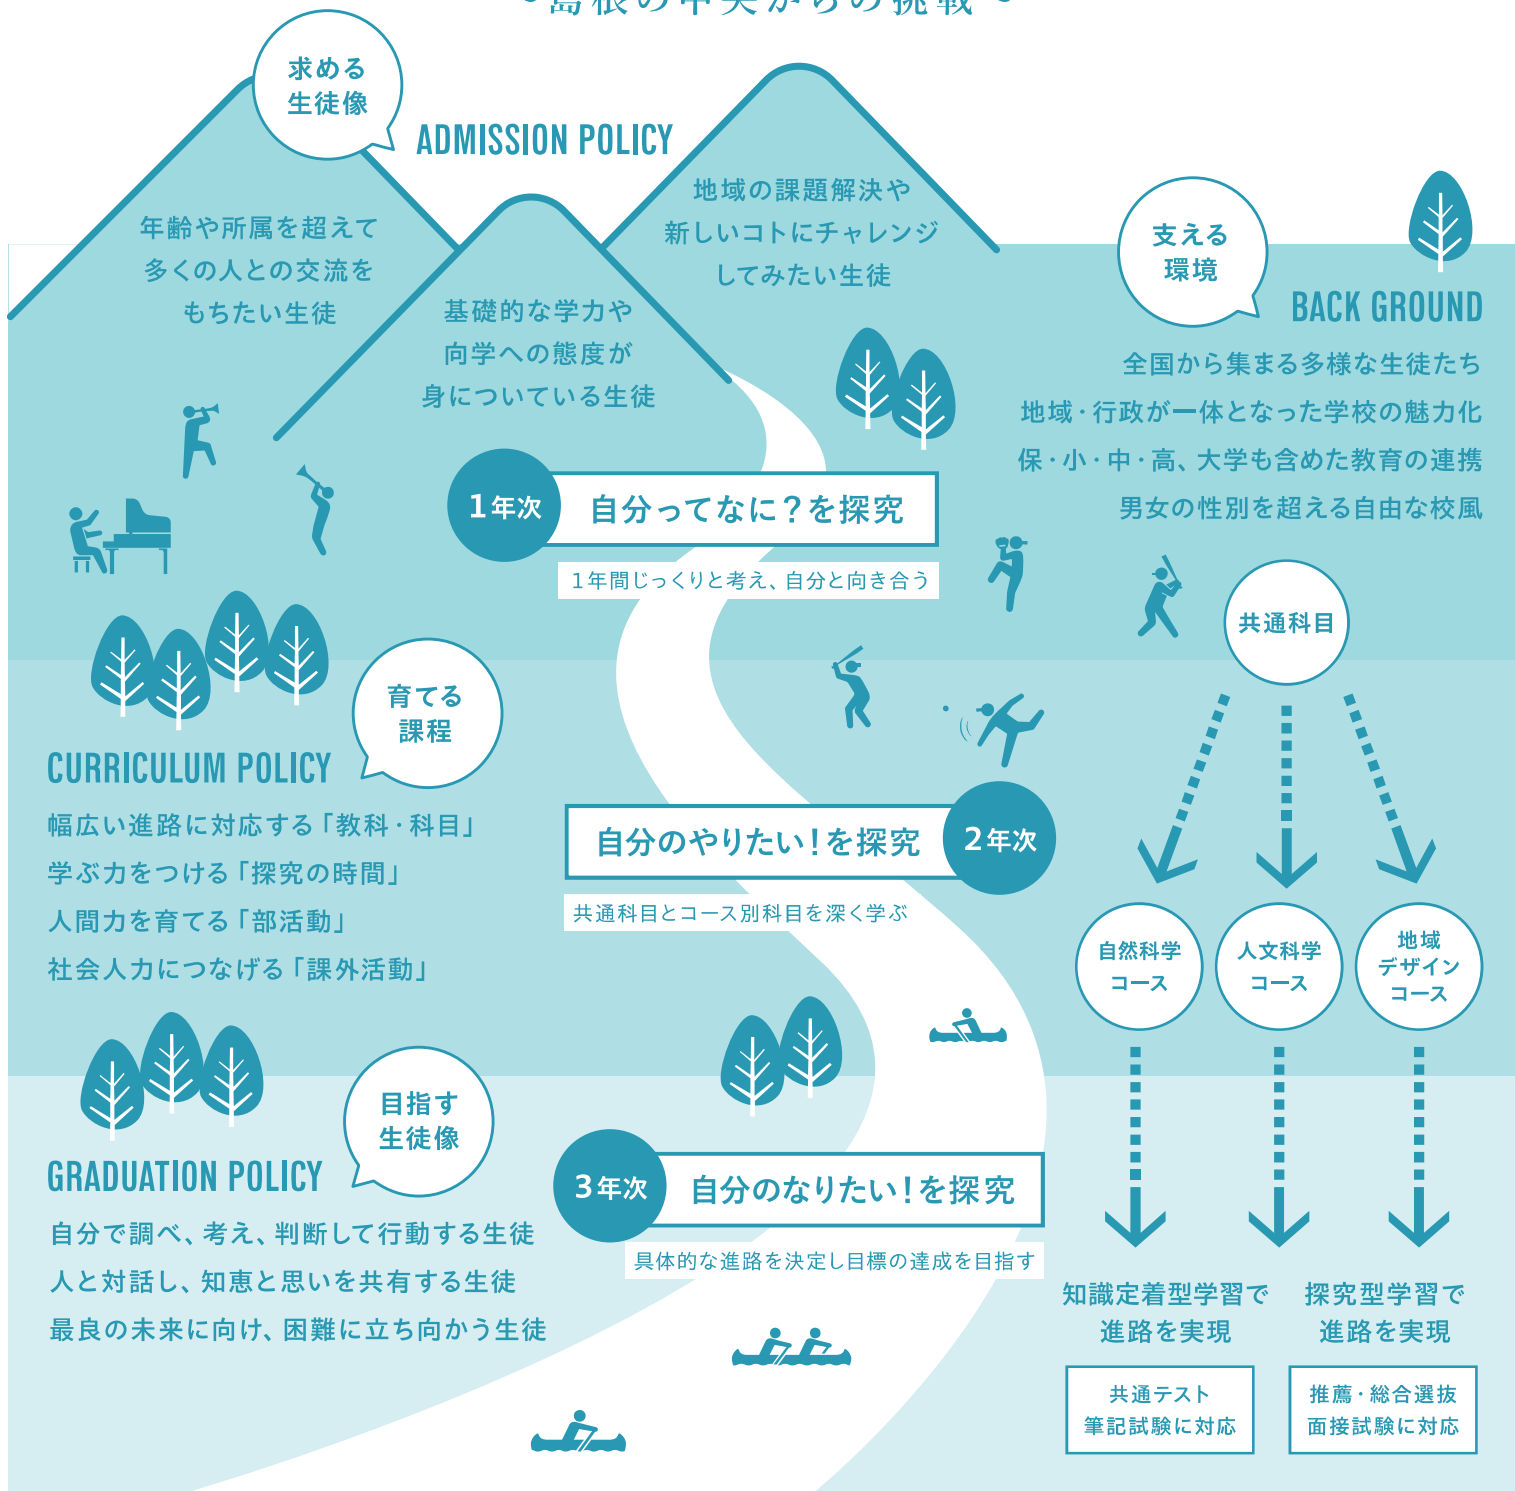 〜島根の中央からの挑戦〜
求める
生徒像
ADMISSION POLICY
年齢や所属を超えて
多くの人との交流を
もちたい生徒
基礎的な学力や
向学への態度が
身についている生徒
地域の課題解決や
新しいコトにチャレンジ
してみたい生徒
支える
環境
BACK GROUND
全国から集まる多様な生徒たち
地域・行政が一体となった学校の魅力化
保・小・中・高、大学も含めた教育の連携
男女の性別を超える自由な校風
1年次
自分ってなに？を探究
1年間じっくりと考え、自分と向き合う
共通科目
育てる
課程
CURRICULUM POLICY
幅広い進路に対応する「教科・科目」
学ぶ力をつける「探究の時間」
人間力を育てる「部活動」
社会人力につなげる「課外活動」
自分のやりたい！を探究
2年次
共通科目とコース別科目を深く学ぶ
自然科学
コース
人文科学
コース
地域
デザイン
コース
目指す
生徒像
GRADUATION POLICY
自分で調べ、考え、判断して行動する生徒
人と対話し、知恵と思いを共有する生徒
最良の未来に向け、困難に立ち向かう生徒
3年次
自分のなりたい！を探究
具体的な進路を決定し目標の達成を目指す
知識定着型学習で
進路を実現
共通テスト
筆記試験に対応
探究型学習で
進路を実現
推薦・総合選抜
面接試験に対応